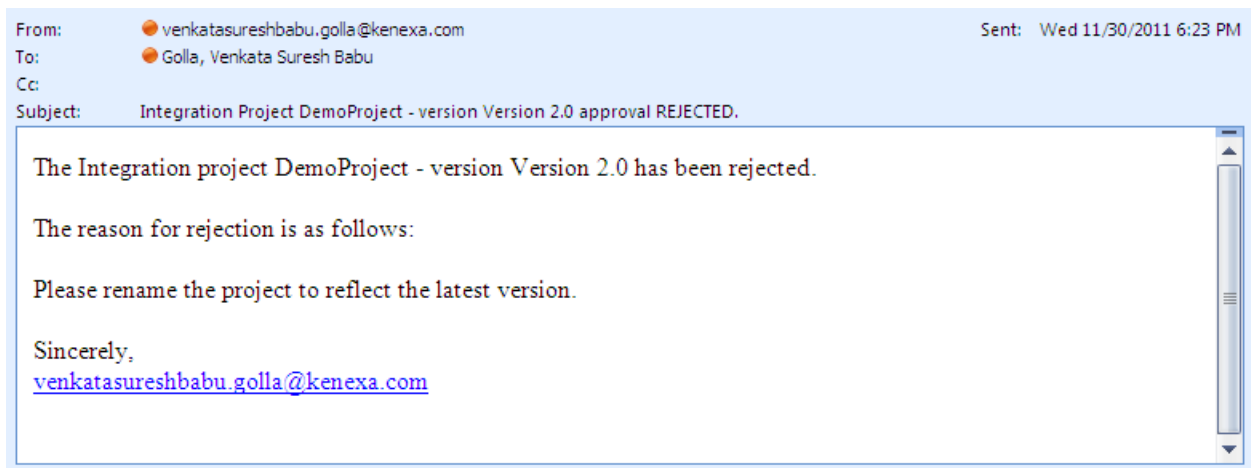 From: venkatasureshbabu.golla@kenexa.com Sent: Wed 11/30/2011 6:23 PM
To: Golla, Venkata Suresh Babu
Cc:
Subject: Integration Project DemoProject - version Version 2.0 approval REJECTED.
The Integration project DemoProject - version Version 2.0 has been rejected.
The reason for rejection is as follows:
Please rename the project to reflect the latest version.
Sincerely,
venkatasureshbabu.golla@kenexa.com